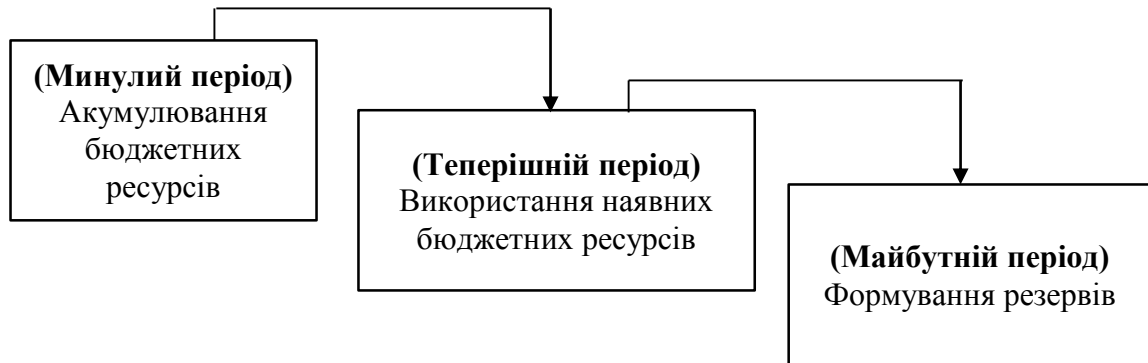 (Минулий період)
Акумулювання
бюджетних
ресурсів
(Теперішній період)
Використання наявних
бюджетних ресурсів
(Майбутній період)
Формування резервів